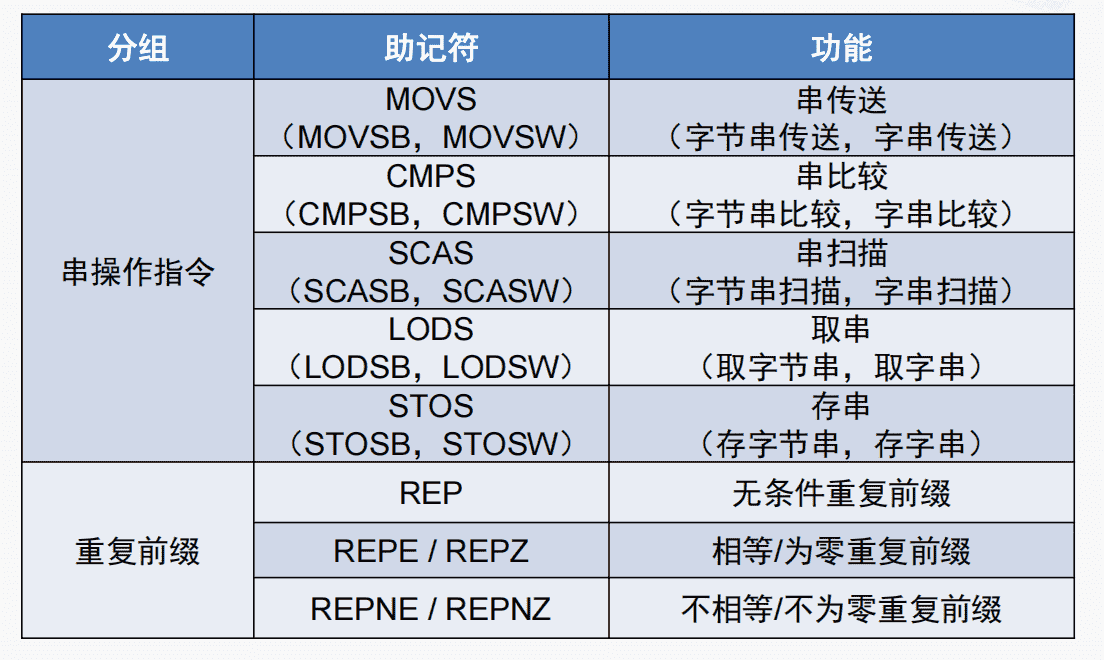 分组 助记符 功能
串操作指令
MOVS 串传送
（MOVSB，MOVSW） （字节串传送，字串传送）
CMPS 串比较
（CMPSB，CMPSW） （字节串比较，字串比较）
SCAS 串扫描
（SCASB，SCASW） （字节串扫描，字串扫描）
LODS 取串
（LODSB，LODSW） （取字节串，取字串）
STOS 存串
（STOSB，STOSW） （存字节串，存字串）
重复前缀
REP 无条件重复前缀
REPE / REPZ 相等/为零重复前缀
REPNE / REPNZ 不相等/不为零重复前缀